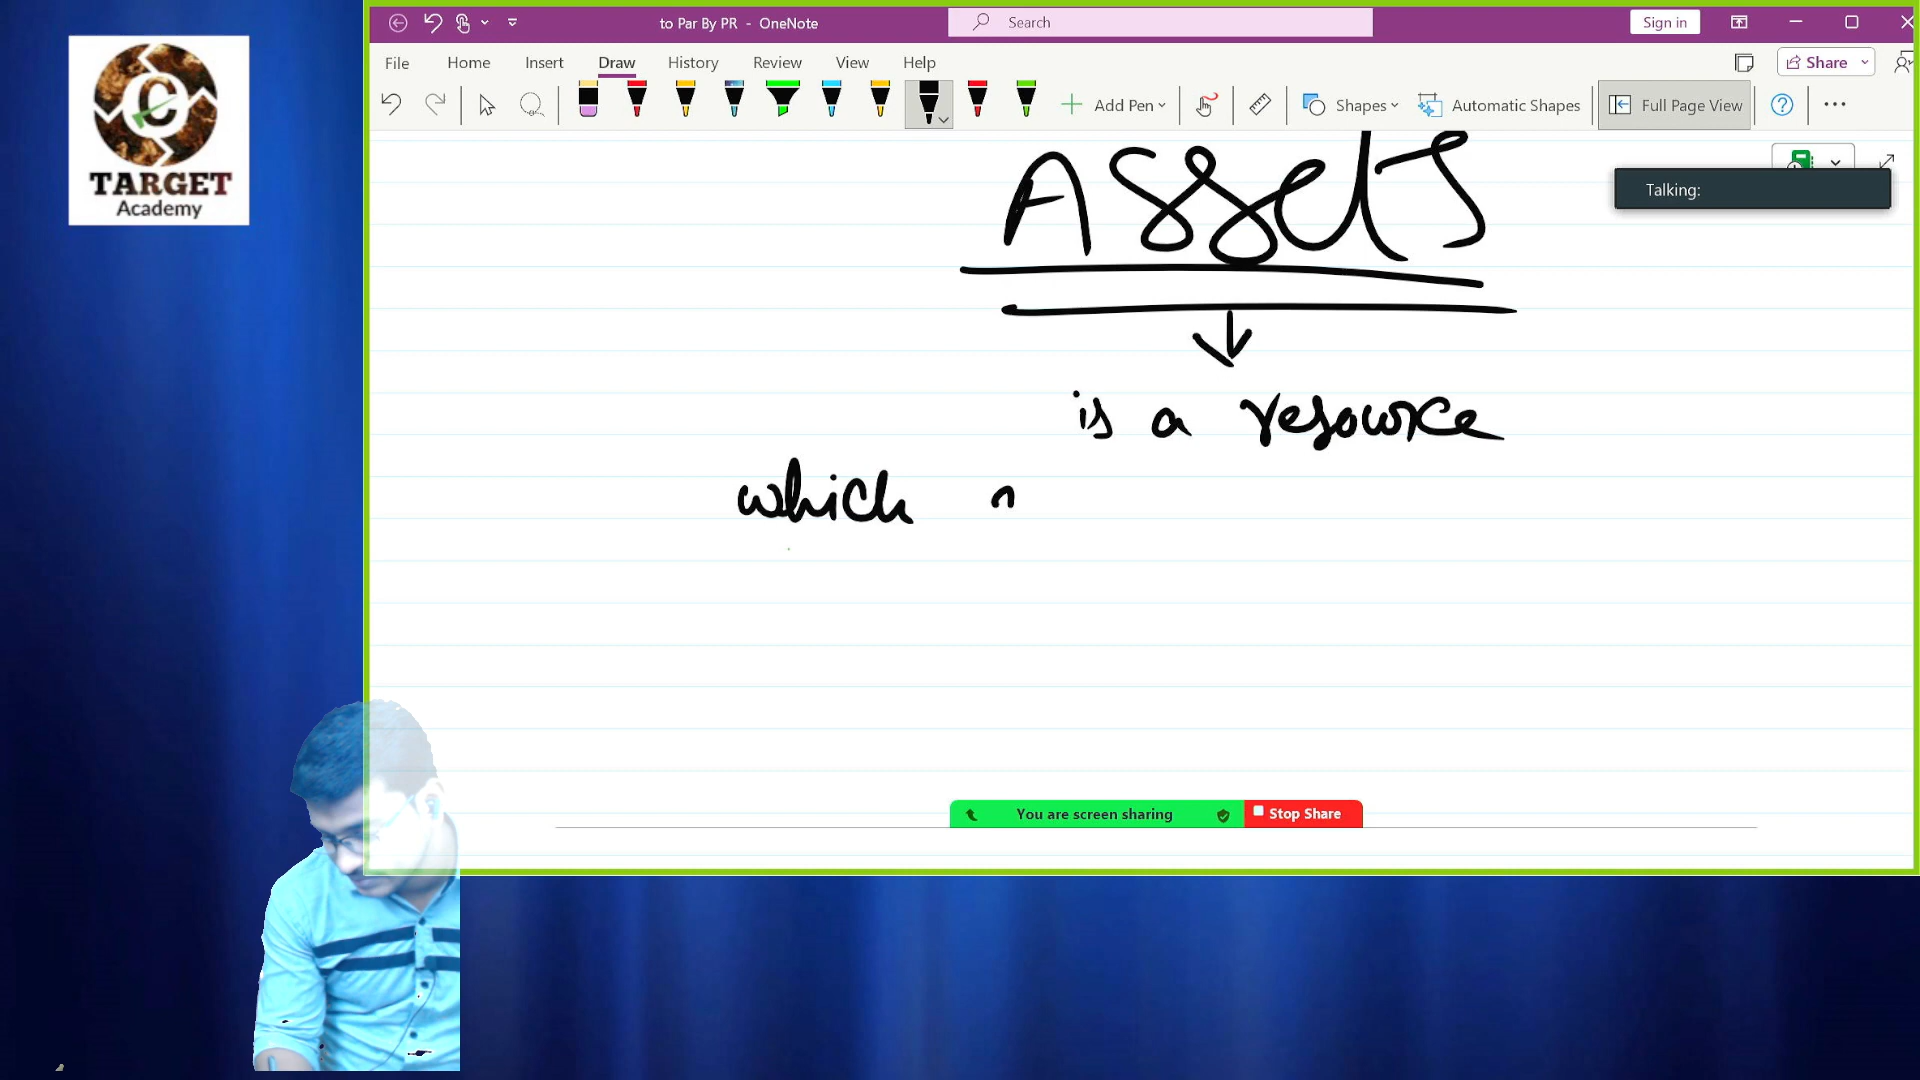 to Par By PR - OneNote
Search
Sign in
File Home Insert Draw History Review View Help
Share
Add Pen
Shapes
Automatic Shapes
Full Page View
TARGET
Academy
Talking:
Assets
is a resource
which
You are screen sharing
Stop Share